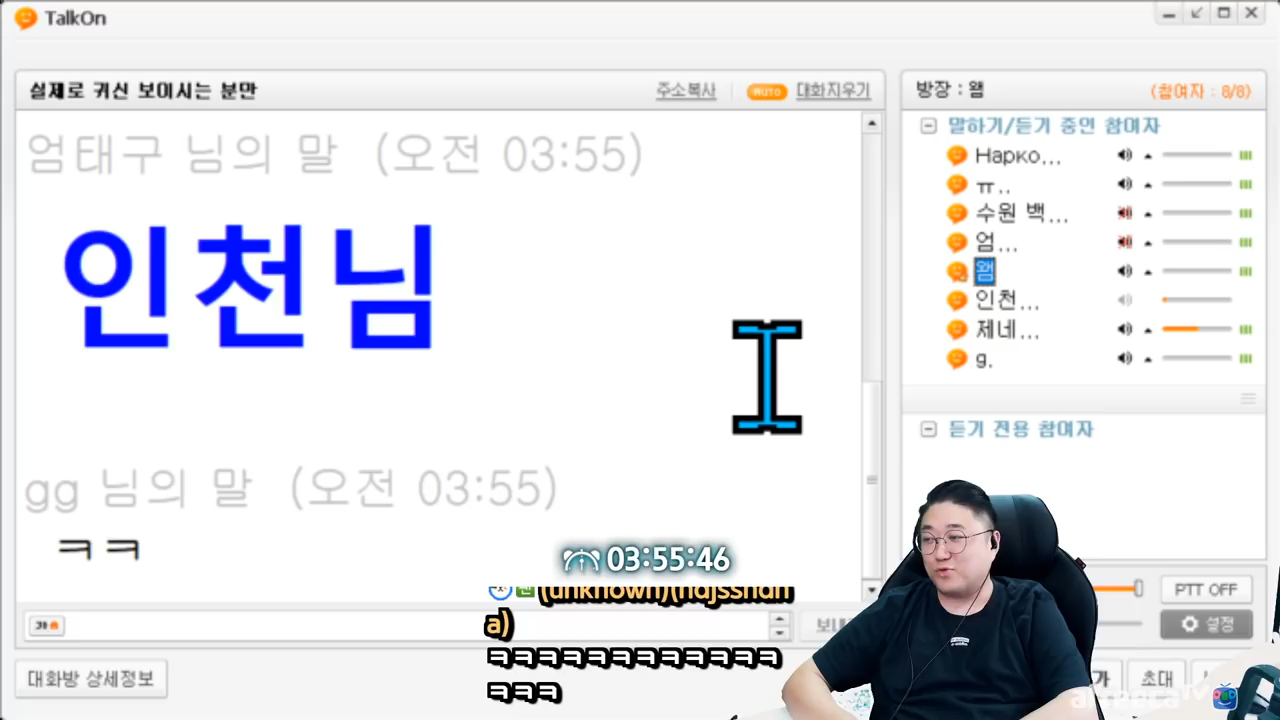 TalkOn
실제로 귀신 보이시는 분만
주소복사
AUTO
대화지우기
엄태구 님의 말 (오전 03:55)
인천님
gg 님의 말 (오전 03:55)
ㅋㅋ
방장 : 왬
(참여자 : 8/8)
말하기/듣기 중인 참여자
Нарко...
ㅠ..
수원 백...
엄...
왬
인천...
제네...
g.
듣기 전용 참여자
03:55:46
(unknown)(hajsshan
a)
ㅋㅋㅋㅋㅋㅋㅋㅋㅋㅋㅋㅋ
ㅋㅋㅋ
가
보내
PTT OFF
설정
대화방 상세정보
가
초대